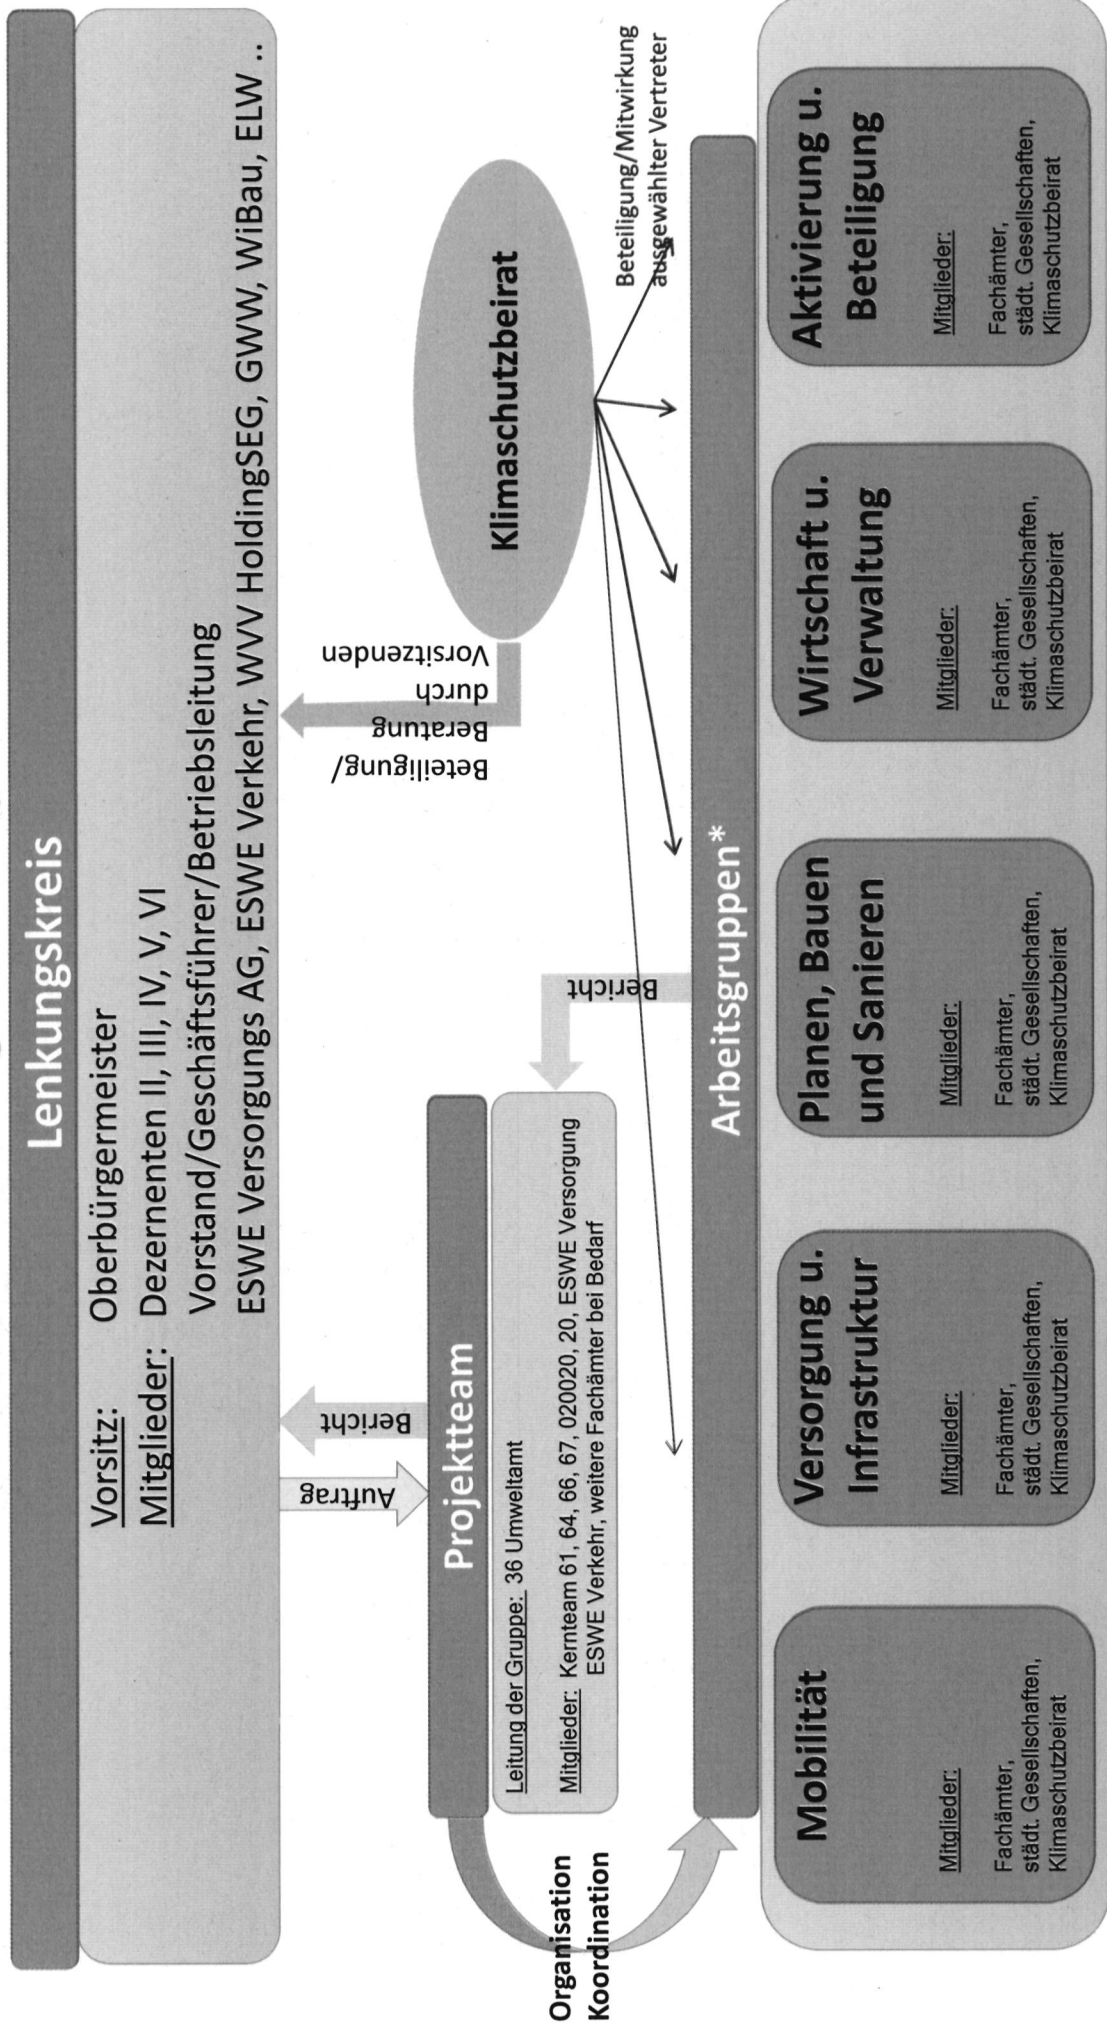 Lenkungskreis
Vorsitz: Oberbürgermeister
Mitglieder: Dezernenten II, III, IV, V, VI
Vorstand/Geschäftsführer/Betriebsleitung
ESWE Versorgungs AG, ESWE Verkehr, WVV HoldingSEG, GWW, WiBau, ELW ..
Auftrag
Bericht
Beteiligung/
Beratung
durch
Vorsitzenden
Projektteam
Leitung der Gruppe: 36 Umweltamt
Mitglieder: Kernteam 61, 64, 66, 67, 020020, 20, ESWE Versorgung
ESWE Verkehr, weitere Fachämter bei Bedarf
Klimaschutzbeirat
Bericht
Beteiligung/Mitwirkung
ausgewählter Vertreter
Organisation
Koordination
Arbeitsgruppen*
Mobilität
Mitglieder:
Fachämter,
städt. Gesellschaften,
Klimaschutzbeirat
Versorgung u.
Infrastruktur
Mitglieder:
Fachämter,
städt. Gesellschaften,
Klimaschutzbeirat
Planen, Bauen
und Sanieren
Mitglieder:
Fachämter,
städt. Gesellschaften,
Klimaschutzbeirat
Wirtschaft u.
Verwaltung
Mitglieder:
Fachämter,
städt. Gesellschaften,
Klimaschutzbeirat
Aktivierung u.
Beteiligung
Mitglieder:
Fachämter,
städt. Gesellschaften,
Klimaschutzbeirat